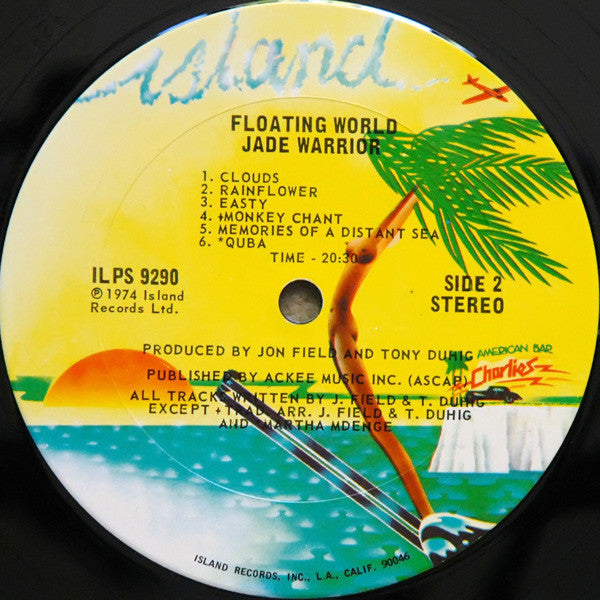 island
FLOATING WORLD
JADE WARRIOR
1. CLOUDS
2. RAINFLOWER
3. EASTY
4. +MONKEY CHANT
5. MEMORIES OF A DISTANT SEA
6. *QUBA
TIME - 20:30
ILPS 9290
℗ 1974 Island
Records Ltd.
SIDE 2
STEREO
PRODUCED BY JON FIELD AND TONY DUHIG
PUBLISHED BY ACKEE MUSIC INC. (ASCAP)
ALL TRACKS WRITTEN BY J. FIELD & T. DUHIG
EXCEPT + TRAD. ARR. J. FIELD & T. DUHIG
AND *MARTHA MDENGE
AMERICAN BAR
Charlies
ISLAND RECORDS, INC., L.A., CALIF. 90046